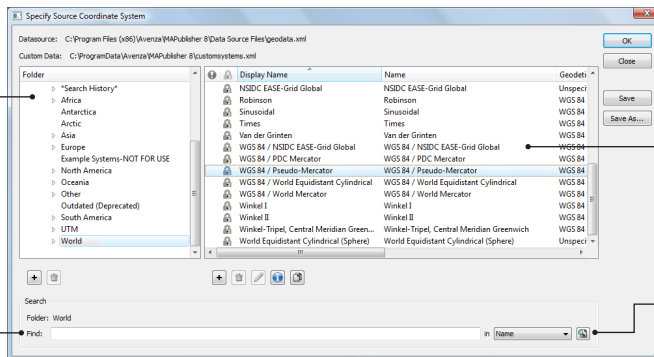 Specify Source Coordinate System
Datasource: C:\Program Files (x86)\Avenza\MAPublisher 8\Data Source Files\geodata.xml
OK
Custom Data: C:\ProgramData\Avenza\MAPublisher 8\customsystems.xml
Close
Folder
Display Name Name Geodeti
*Search History*
Africa
Antarctica
Arctic
Asia
Europe
Example Systems-NOT FOR USE
North America
Oceania
Other
Outdated (Deprecated)
South America
UTM
World
NSIDC EASE-Grid Global NSIDC EASE-Grid Global Unspecif
Robinson Robinson WGS 84
Sinusoidal Sinusoidal WGS 84
Times Times WGS 84
Van der Grinten Van der Grinten WGS 84
WGS 84 / NSIDC EASE-Grid Global WGS 84 / NSIDC EASE-Grid Global WGS 84
WGS 84 / PDC Mercator WGS 84 / PDC Mercator WGS 84
WGS 84 / Pseudo-Mercator WGS 84 / Pseudo-Mercator WGS 84
WGS 84 / World Equidistant Cylindrical WGS 84 / World Equidistant Cylindrical WGS 84
WGS 84 / World Mercator WGS 84 / World Mercator WGS 84
Winkel I Winkel I WGS 84
Winkel II Winkel II WGS 84
Winkel-Tripel, Central Meridian Green... Winkel-Tripel, Central Meridian Greenwich WGS 84
World Equidistant Cylindrical (Sphere) World Equidistant Cylindrical (Sphere) Unspecif
Save
Save As...
Search
Folder: World
Find: in Name